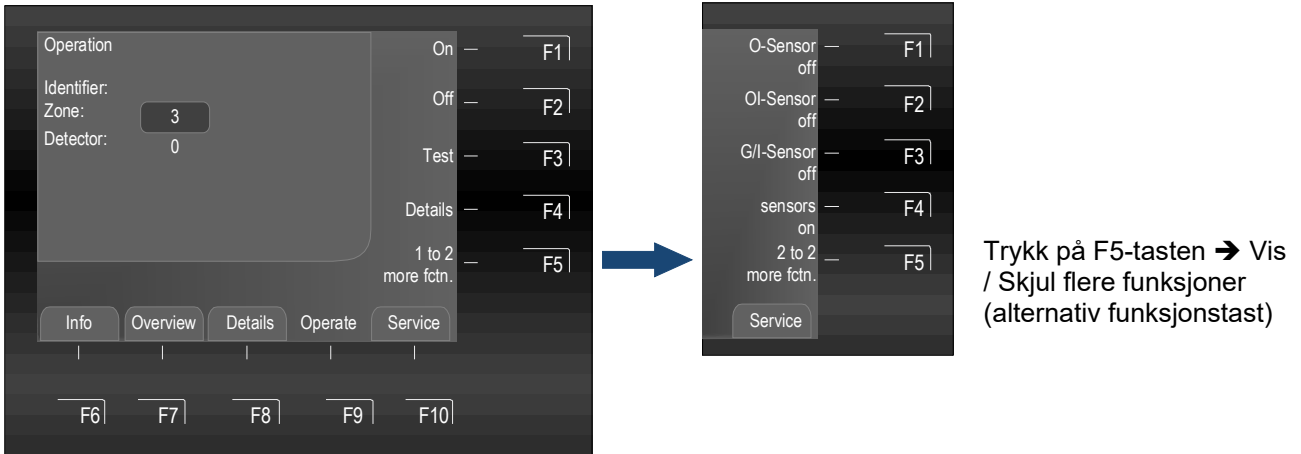 Operation
Identifier:
Zone: 3
Detector: 0
On F1
Off F2
Test F3
Details F4
1 to 2
more fctn. F5
Info Overview Details Operate Service
F6 F7 F8 F9 F10
O-Sensor
off F1
OI-Sensor
off F2
G/I-Sensor
off F3
sensors
on F4
2 to 2
more fctn. F5
Service
Trykk på F5-tasten ➔ Vis
/ Skjul flere funksjoner
(alternativ funksjonstast)